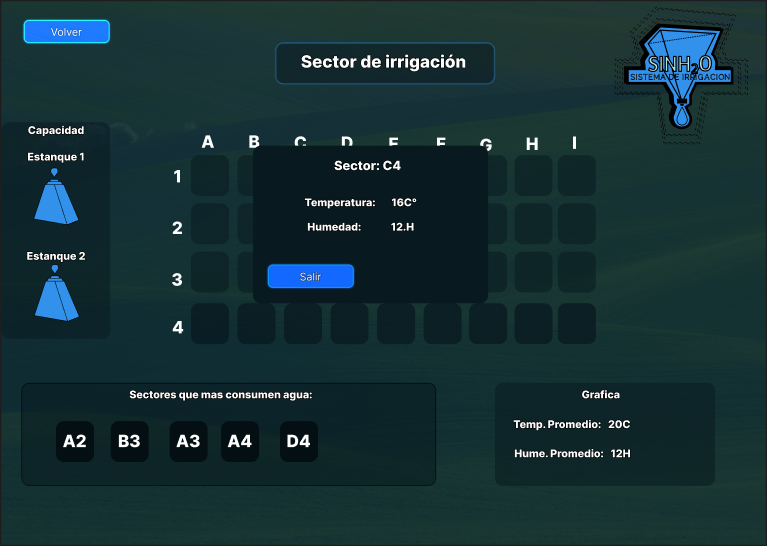 Volver
Sector de irrigación
SINH2O
SISTEMA DE IRRIGACION
Capacidad
Estanque 1
Estanque 2
A B C D E F G H I
1
2
3
4
Sector: C4
Temperatura: 16C°
Humedad: 12.H
Salir
Sectores que mas consumen agua:
A2 B3 A3 A4 D4
Grafica
Temp. Promedio: 20C
Hume. Promedio: 12H